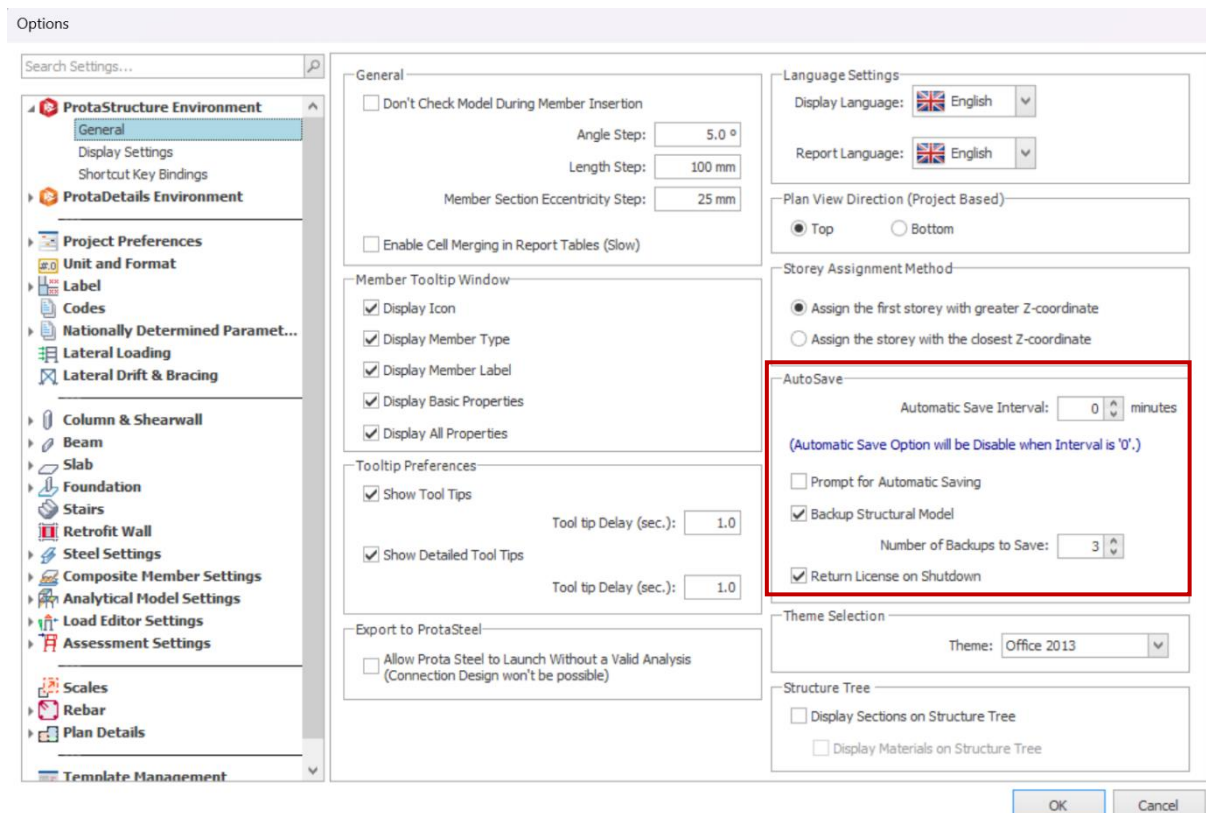 Options
Search Settings...
ProtaStructure Environment
General
Display Settings
Shortcut Key Bindings
ProtaDetails Environment
Project Preferences
Unit and Format
Label
Codes
Nationally Determined Paramet...
Lateral Loading
Lateral Drift & Bracing
Column & Shearwall
Beam
Slab
Foundation
Stairs
Retrofit Wall
Steel Settings
Composite Member Settings
Analytical Model Settings
Load Editor Settings
Assessment Settings
Scales
Rebar
Plan Details
Template Management
General
Don't Check Model During Member Insertion
Angle Step: 5.0 º
Length Step: 100 mm
Member Section Eccentricity Step: 25 mm
Enable Cell Merging in Report Tables (Slow)
Member Tooltip Window
Display Icon
Display Member Type
Display Member Label
Display Basic Properties
Display All Properties
Tooltip Preferences
Show Tool Tips
Tool tip Delay (sec.): 1.0
Show Detailed Tool Tips
Tool tip Delay (sec.): 1.0
Export to ProtaSteel
Allow Prota Steel to Launch Without a Valid Analysis
(Connection Design won't be possible)
Language Settings
Display Language: English
Report Language: English
Plan View Direction (Project Based)
Top Bottom
Storey Assignment Method
Assign the first storey with greater Z-coordinate
Assign the storey with the closest Z-coordinate
AutoSave
Automatic Save Interval: 0 minutes
(Automatic Save Option will be Disable when Interval is '0'.)
Prompt for Automatic Saving
Backup Structural Model
Number of Backups to Save: 3
Return License on Shutdown
Theme Selection
Theme: Office 2013
Structure Tree
Display Sections on Structure Tree
Display Materials on Structure Tree
OK Cancel